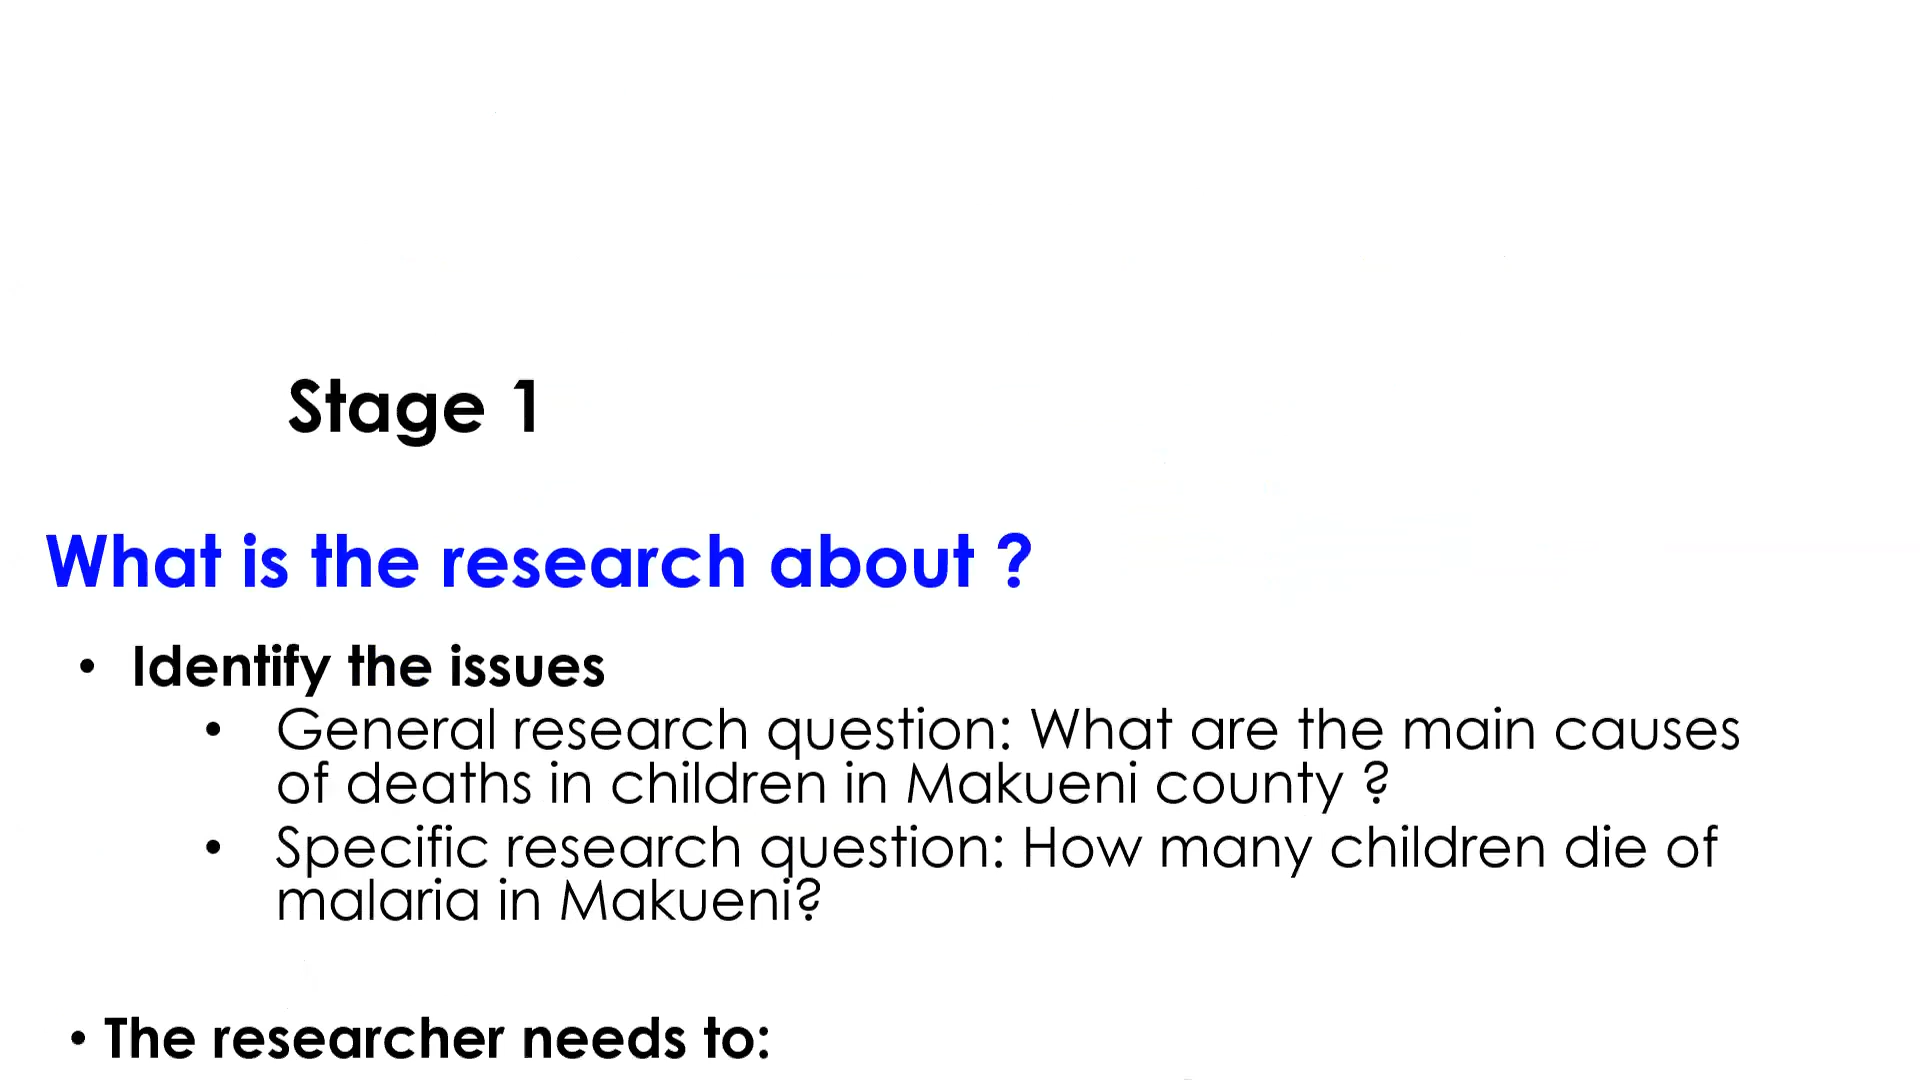 Stage 1
What is the research about ?
• Identify the issues
• General research question: What are the main causes
of deaths in children in Makueni county ?
• Specific research question: How many children die of
malaria in Makueni?
• The researcher needs to: